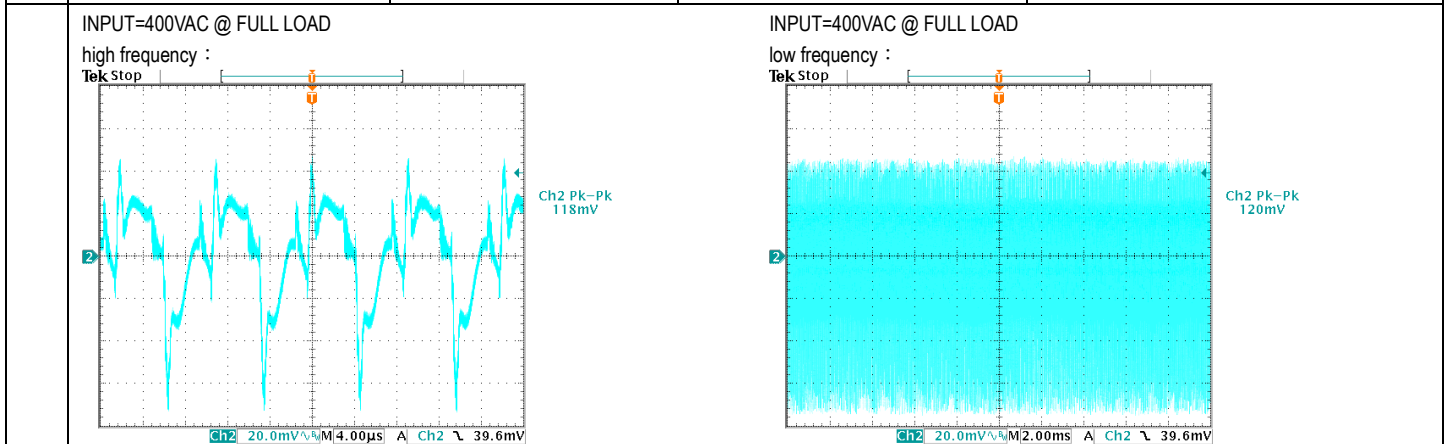 INPUT=400VAC @ FULL LOAD
high frequency：
Tek Stop
T
T
2
Ch2 Pk-Pk
118mV
Ch2 20.0mV∿ᴮw M 4.00μs A Ch2 ㄟ 39.6mV
INPUT=400VAC @ FULL LOAD
low frequency：
Tek Stop
T
T
2
Ch2 Pk-Pk
120mV
Ch2 20.0mV∿ᴮw M 2.00ms A Ch2 ㄟ 39.6mV